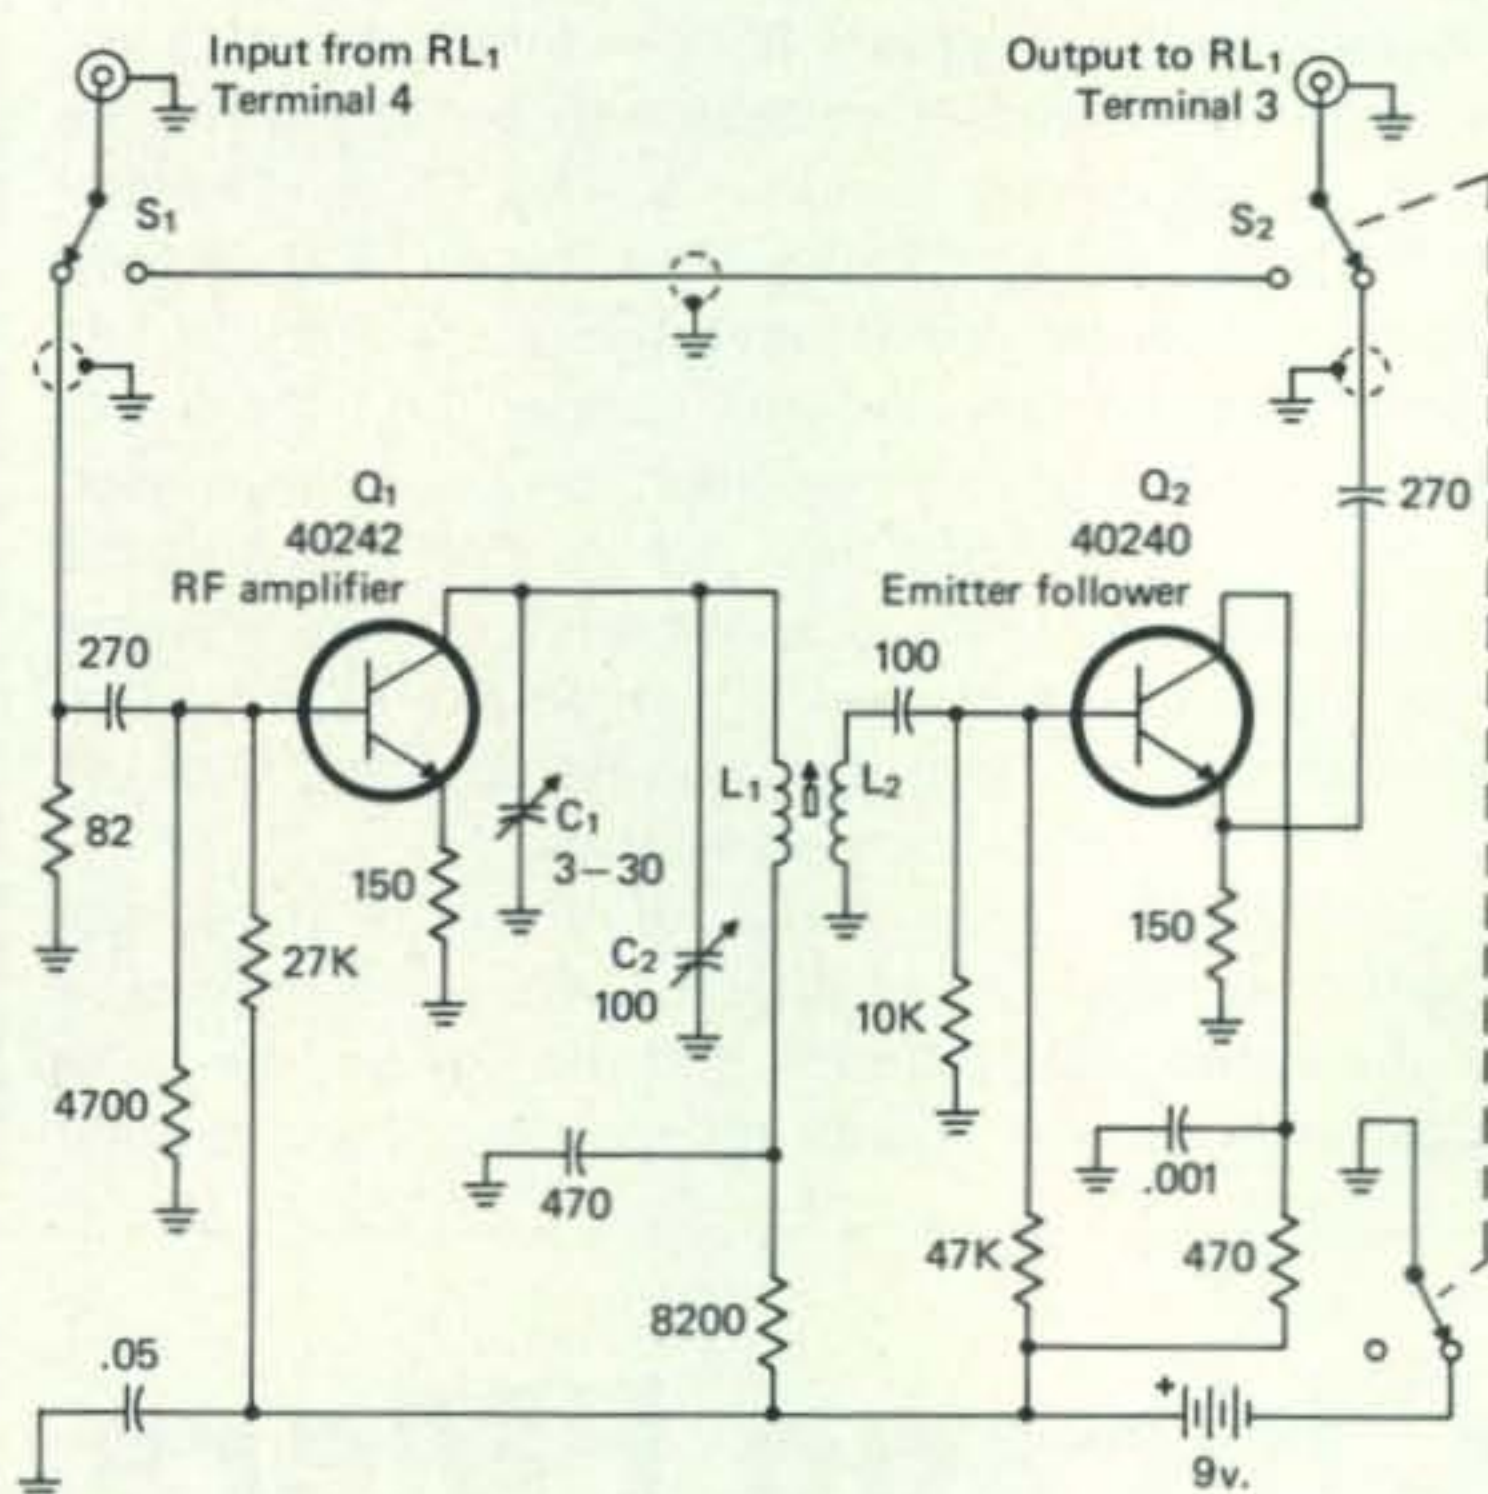 Input from RL₁
Terminal 4
Output to RL₁
Terminal 3
S₁
S₂
Q₁
40242
RF amplifier
Q₂
40240
Emitter follower
270
270
100
82
C₁
3–30
L₁
L₂
150
27K
C₂
100
150
10K
4700
470
.001
47K
470
8200
.05
+
9v.